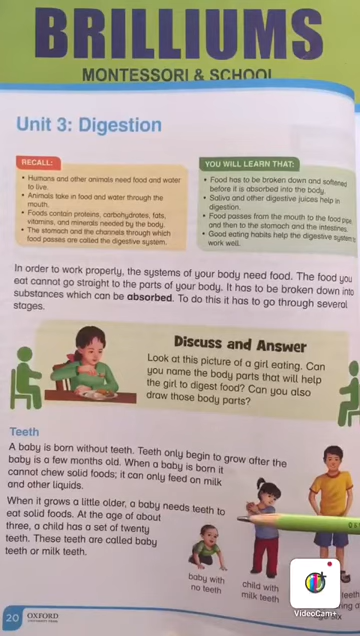 BRILLIUMS
MONTESSORI & SCHOOL
Unit 3: Digestion
RECALL:
• Humans and other animals need food and water
to live.
• Animals take in food and water through the
mouth.
• Foods contain proteins, carbohydrates, fats,
vitamins, and minerals needed by the body.
• The stomach and the channels through which
food passes are called the digestive system.
YOU WILL LEARN THAT:
• Food has to be broken down and softened
before it is absorbed into the body.
• Saliva and other digestive juices help in
digestion.
• Food passes from the mouth to the food pipe
and then to the stomach and the intestines.
• Good eating habits help the digestive system
work well.
In order to work properly, the systems of your body need food. The food you
eat cannot go straight to the parts of your body. It has to be broken down into
substances which can be absorbed. To do this it has to go through several
stages.
Discuss and Answer
Look at this picture of a girl eating. Can
you name the body parts that will help
the girl to digest food? Can you also
draw those body parts?
Teeth
A baby is born without teeth. Teeth only begin to grow after the
baby is a few months old. When a baby is born it
cannot chew solid foods; it can only feed on milk
and other liquids.
When it grows a little older, a baby needs teeth to
eat solid foods. At the age of about
three, a child has a set of twenty
teeth. These teeth are called baby
teeth or milk teeth.
baby with
no teeth
child with
milk teeth
teeth
age six
VideoCam+
20
OXFORD
UNIVERSITY PRESS